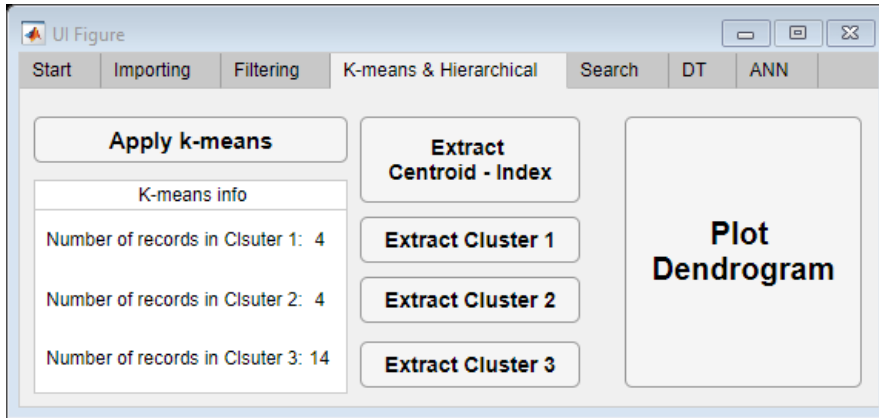 UI Figure
Start Importing Filtering K-means & Hierarchical Search DT ANN
Apply k-means
K-means info
Number of records in Clsuter 1: 4
Number of records in Clsuter 2: 4
Number of records in Clsuter 3: 14
Extract
Centroid - Index
Extract Cluster 1
Extract Cluster 2
Extract Cluster 3
Plot
Dendrogram